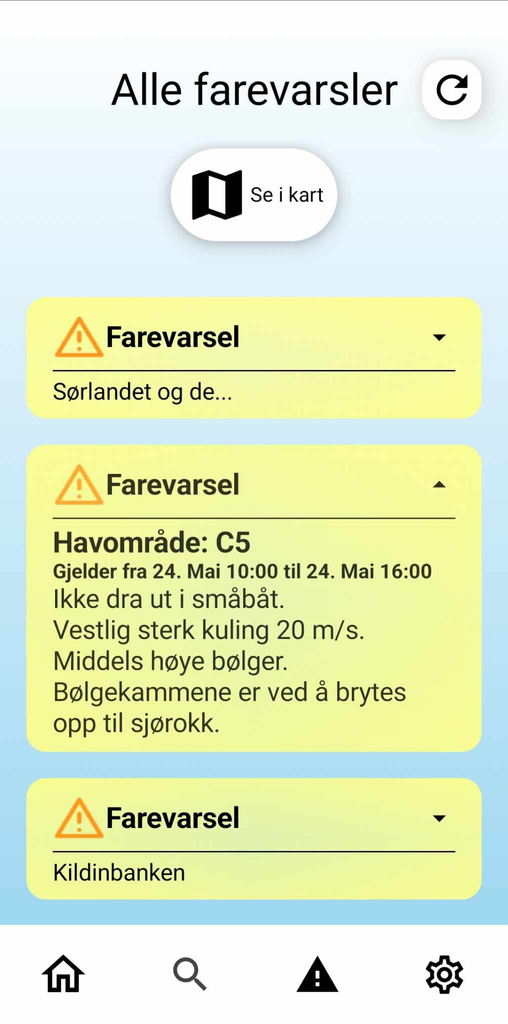 Alle farevarsler
Se i kart
Farevarsel
Sørlandet og de...
Farevarsel
Havområde: C5
Gjelder fra 24. Mai 10:00 til 24. Mai 16:00
Ikke dra ut i småbåt.
Vestlig sterk kuling 20 m/s.
Middels høye bølger.
Bølgekammene er ved å brytes
opp til sjørokk.
Farevarsel
Kildinbanken